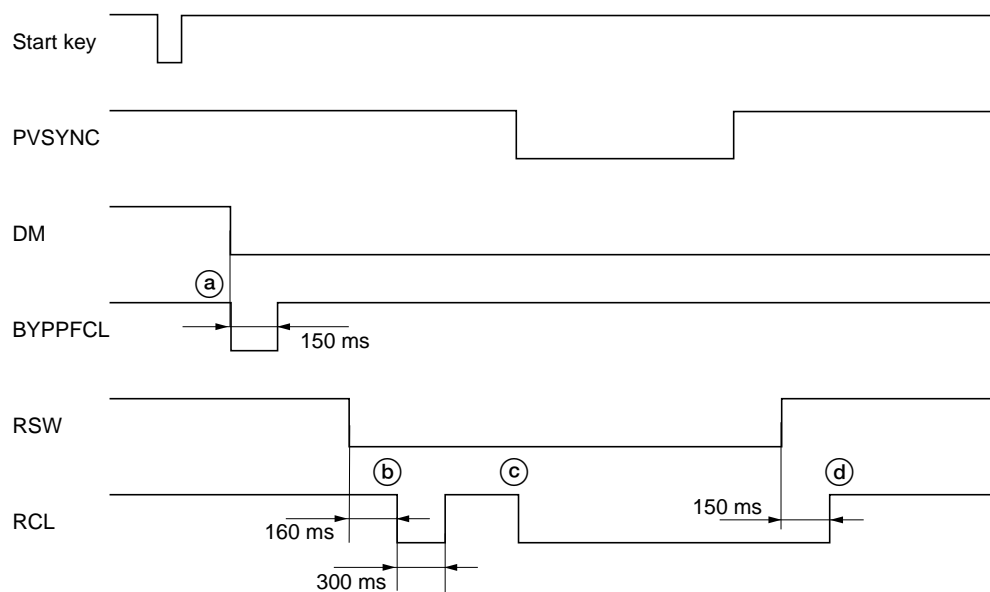 Start key
PVSYNC
DM
a
BYPPFCL
150 ms
RSW
b
c
d
RCL
160 ms
150 ms
300 ms